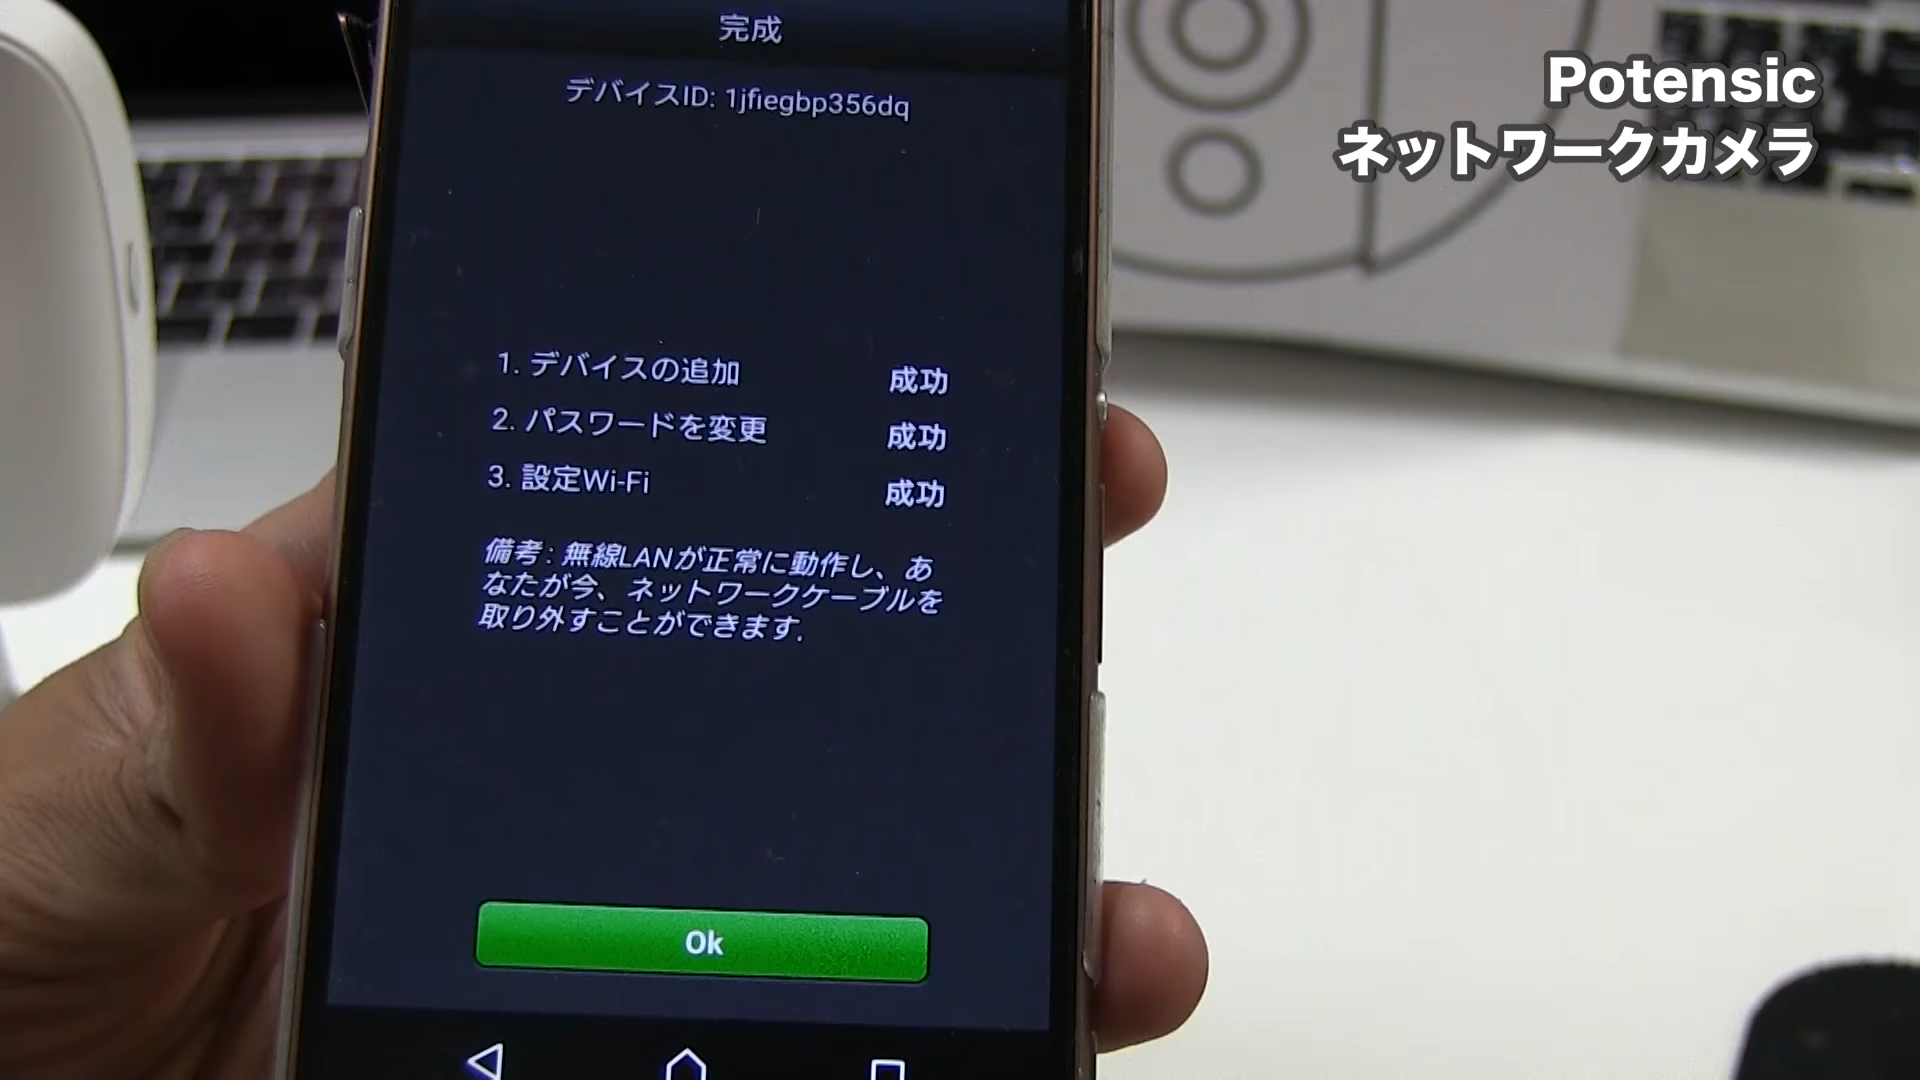 完成
デバイスID: 1jfiegbp356dq
Potensic
ネットワークカメラ
1. デバイスの追加 成功
2. パスワードを変更 成功
3. 設定Wi-Fi 成功
備考 : 無線LANが正常に動作し、あ
なたが今、ネットワークケーブルを
取り外すことができます.
Ok